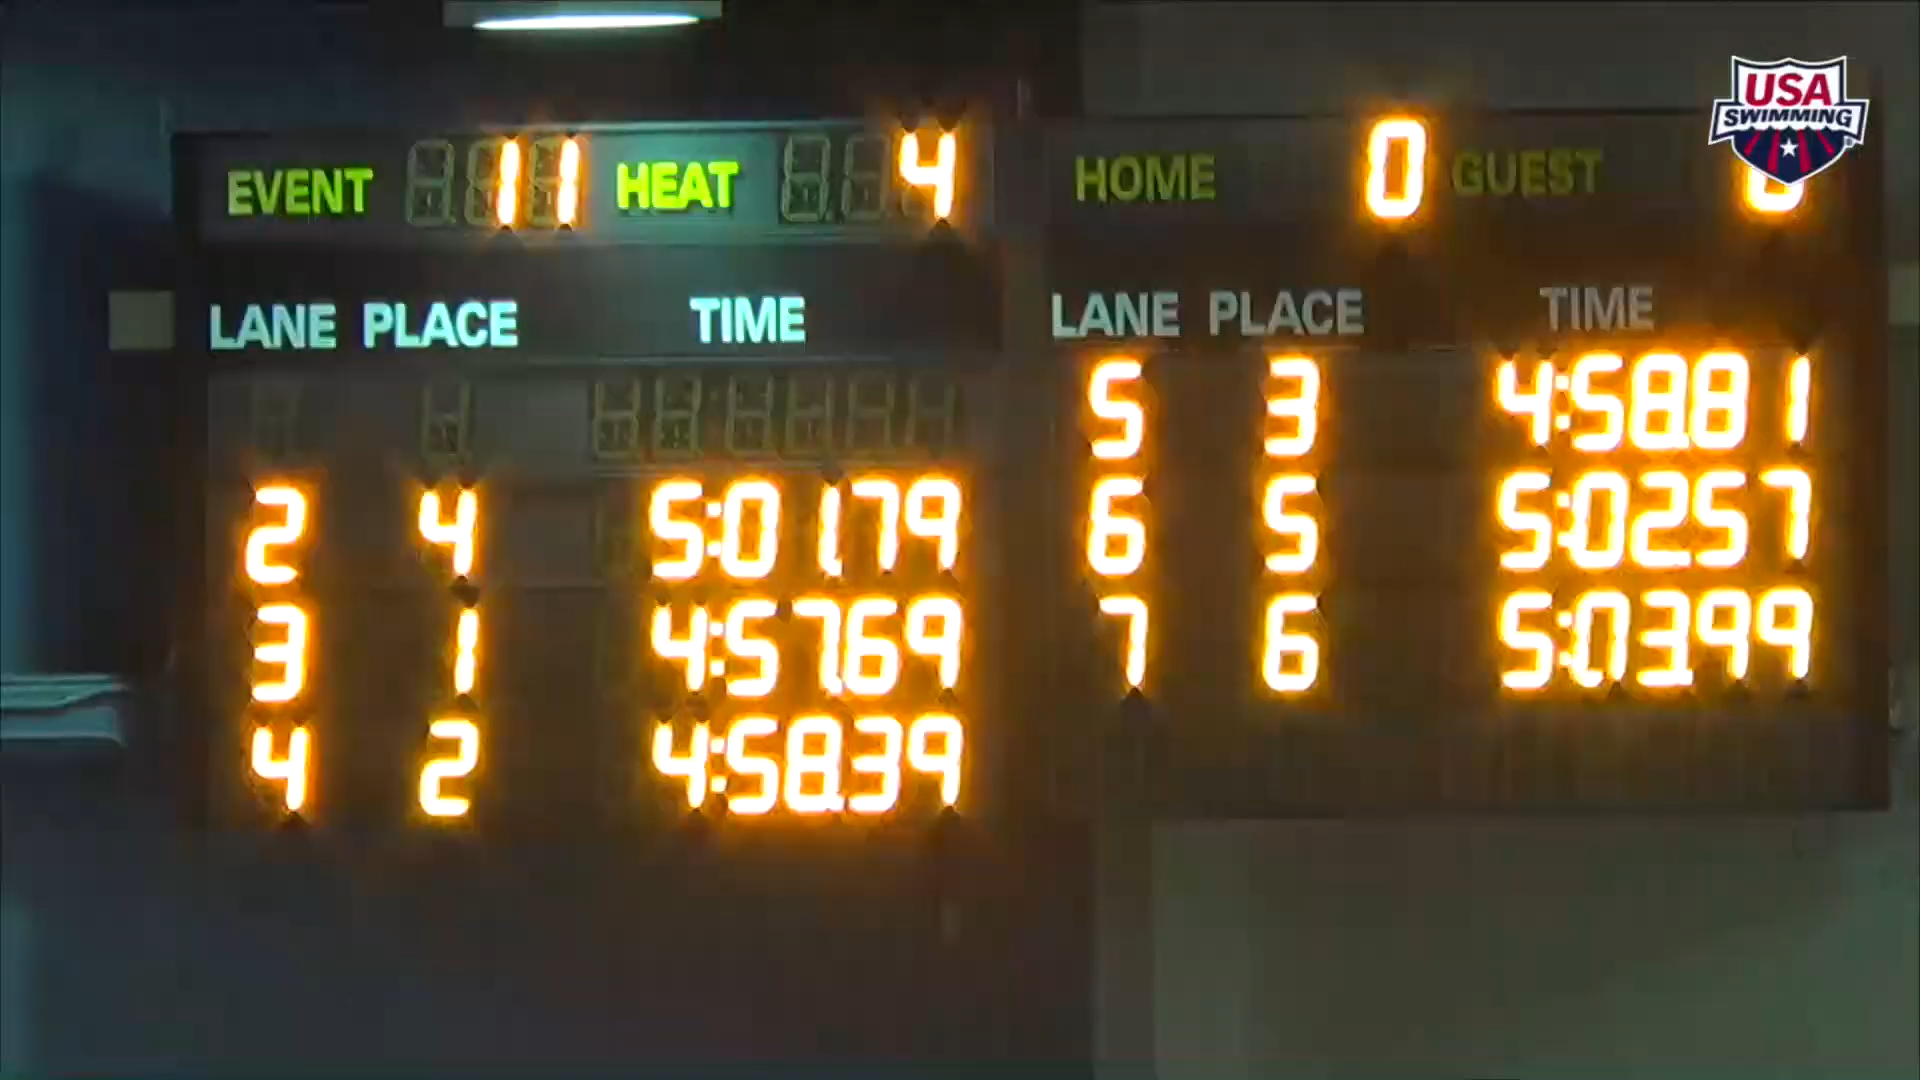 USA
SWIMMING
EVENT 11 HEAT 4
LANE PLACE TIME
2 4 5:01.79
3 1 4:57.69
4 2 4:58.39
HOME 0 GUEST
LANE PLACE TIME
5 3 4:58.81
6 5 5:02.57
7 6 5:03.99